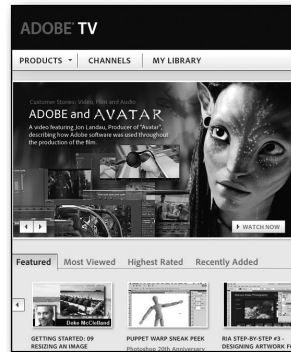 ADOBE® TV
PRODUCTS CHANNELS MY LIBRARY
Customer Stories: Video, Film and Audio
ADOBE and AVATAR
A video featuring Jon Landau, Producer of "Avatar",
describing how Adobe software was used throughout
the production of the film.
WATCH NOW
Featured Most Viewed Highest Rated Recently Added
Deke McClelland
GETTING STARTED: 09
RESIZING AN IMAGE
PUPPET WARP SNEAK PEEK
Photoshop 20th Anniversary
RIA STEP-BY-STEP #3 -
DESIGNING ARTWORK F